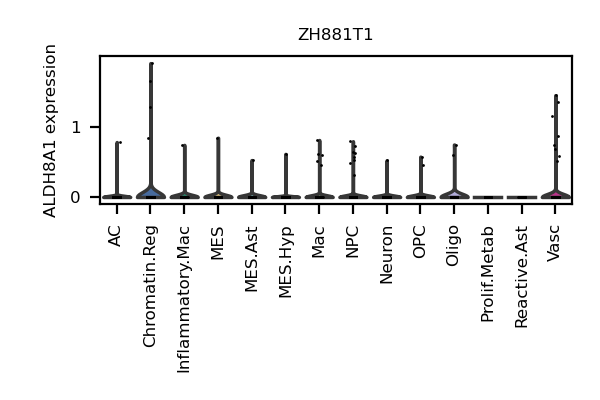 ZH881T1
ALDH8A1 expression
1
0
AC
Chromatin.Reg
Inflammatory.Mac
MES
MES.Ast
MES.Hyp
Mac
NPC
Neuron
OPC
Oligo
Prolif.Metab
Reactive.Ast
Vasc